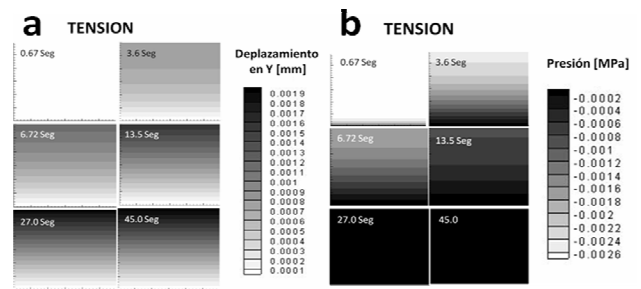 a TENSION
0.67 Seg
3.6 Seg
6.72 Seg
13.5 Seg
27.0 Seg
45.0 Seg
Deplazamiento
en Y [mm]
0.0019
0.0018
0.0017
0.0016
0.0015
0.0014
0.0013
0.0012
0.0011
0.001
0.0009
0.0008
0.0007
0.0006
0.0005
0.0004
0.0003
0.0002
0.0001
b TENSION
0.67 Seg
3.6 Seg
6.72 Seg
13.5 Seg
27.0 Seg
45.0
Presión [MPa]
-0.0002
-0.0004
-0.0006
-0.0008
-0.001
-0.0012
-0.0014
-0.0016
-0.0018
-0.002
-0.0022
-0.0024
-0.0026